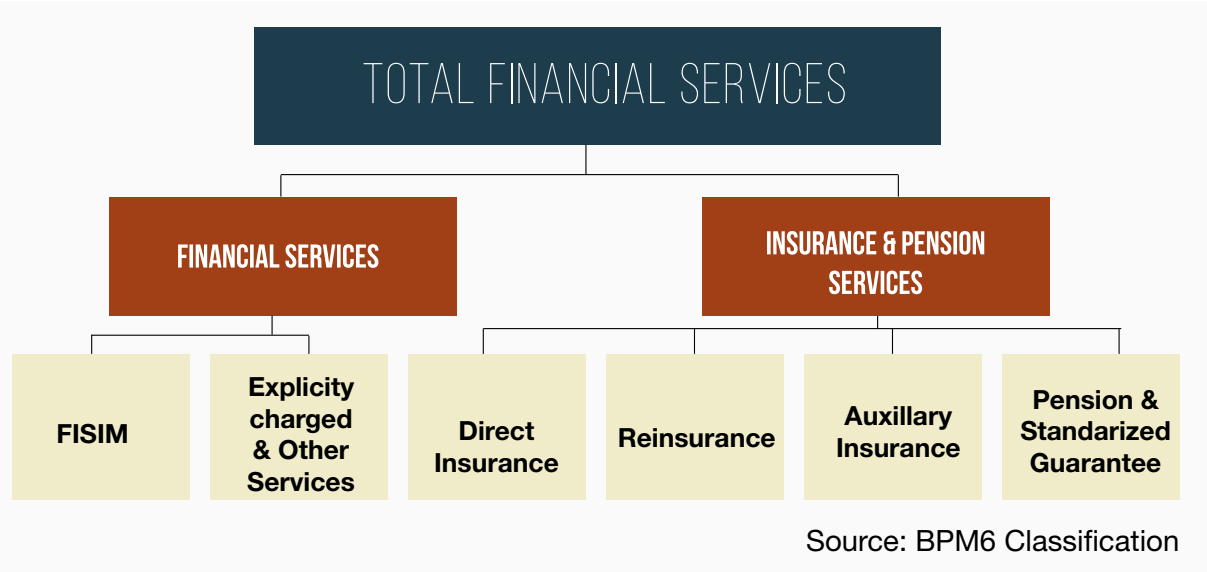 TOTAL FINANCIAL SERVICES
FINANCIAL SERVICES
INSURANCE & PENSION
SERVICES
FISIM
Explicity
charged
& Other
Services
Direct
Insurance
Reinsurance
Auxillary
Insurance
Pension &
Standarized
Guarantee
Source: BPM6 Classification